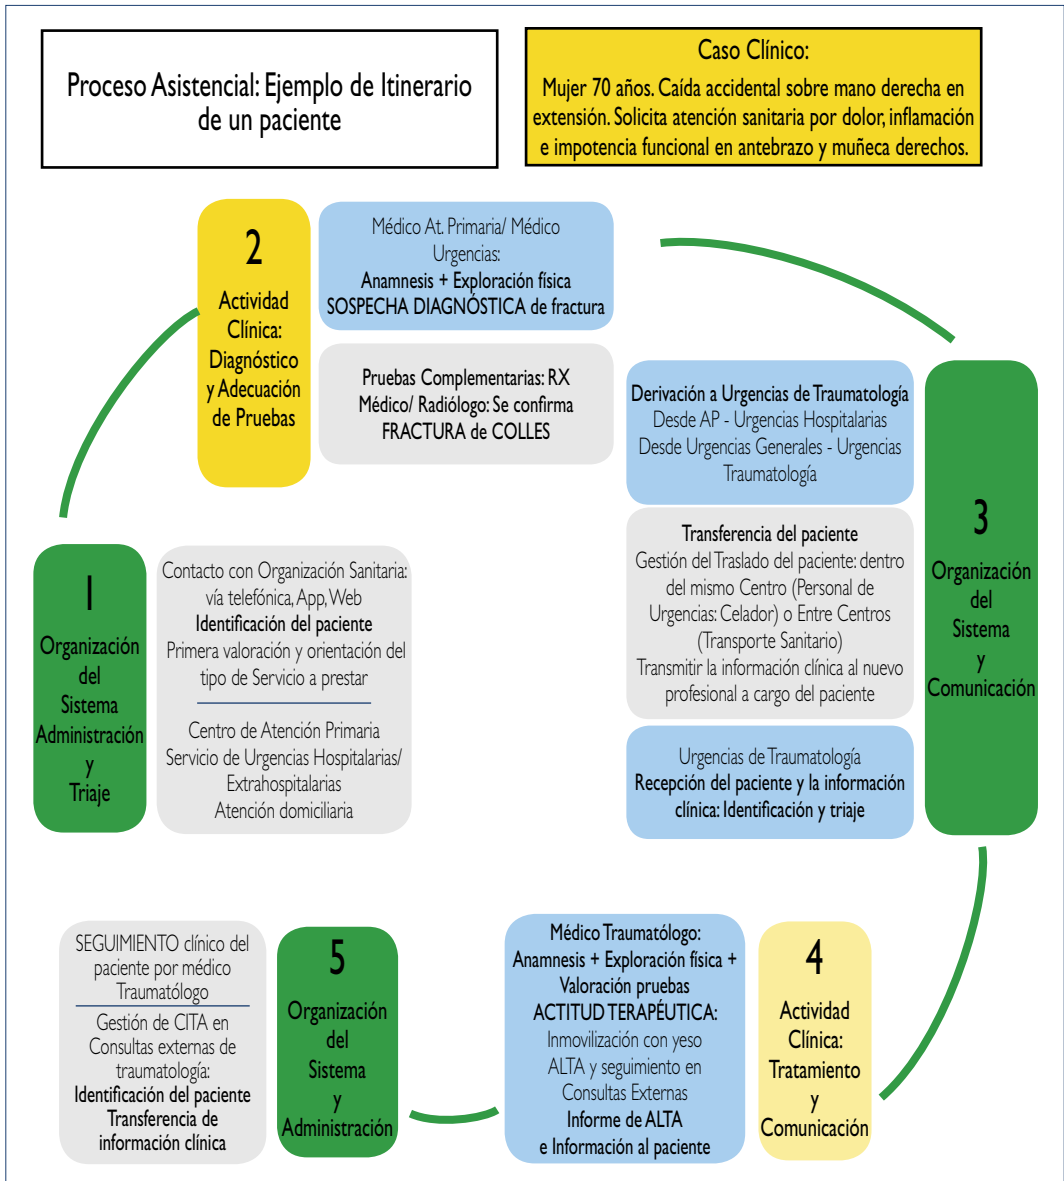 Proceso Asistencial: Ejemplo de Itinerario
de un paciente
Caso Clínico:
Mujer 70 años. Caída accidental sobre mano derecha en
extensión. Solicita atención sanitaria por dolor, inflamación
e impotencia funcional en antebrazo y muñeca derechos.
1
Organización
del
Sistema
Administración
y
Triaje
Contacto con Organización Sanitaria:
vía telefónica, App, Web
Identificación del paciente
Primera valoración y orientación del
tipo de Servicio a prestar
Centro de Atención Primaria
Servicio de Urgencias Hospitalarias/
Extrahospitalarias
Atención domiciliaria
2
Actividad
Clínica:
Diagnóstico
y Adecuación
de Pruebas
Médico At. Primaria/ Médico
Urgencias:
Anamnesis + Exploración física
SOSPECHA DIAGNÓSTICA de fractura
Pruebas Complementarias: RX
Médico/ Radiólogo: Se confirma
FRACTURA de COLLES
3
Organización
del
Sistema
y
Comunicación
Derivación a Urgencias de Traumatología
Desde AP - Urgencias Hospitalarias
Desde Urgencias Generales - Urgencias
Traumatología
Transferencia del paciente
Gestión del Traslado del paciente: dentro
del mismo Centro (Personal de
Urgencias: Celador) o Entre Centros
(Transporte Sanitario)
Transmitir la información clínica al nuevo
profesional a cargo del paciente
Urgencias de Traumatología
Recepción del paciente y la información
clínica: Identificación y triaje
4
Actividad
Clínica:
Tratamiento
y
Comunicación
Médico Traumatólogo:
Anamnesis + Exploración física +
Valoración pruebas
ACTITUD TERAPÉUTICA:
Inmovilización con yeso
ALTA y seguimiento en
Consultas Externas
Informe de ALTA
e Información al paciente
5
Organización
del
Sistema
y
Administración
SEGUIMIENTO clínico del
paciente por médico
Traumatólogo
Gestión de CITA en
Consultas externas de
traumatología:
Identificación del paciente
Transferencia de
información clínica